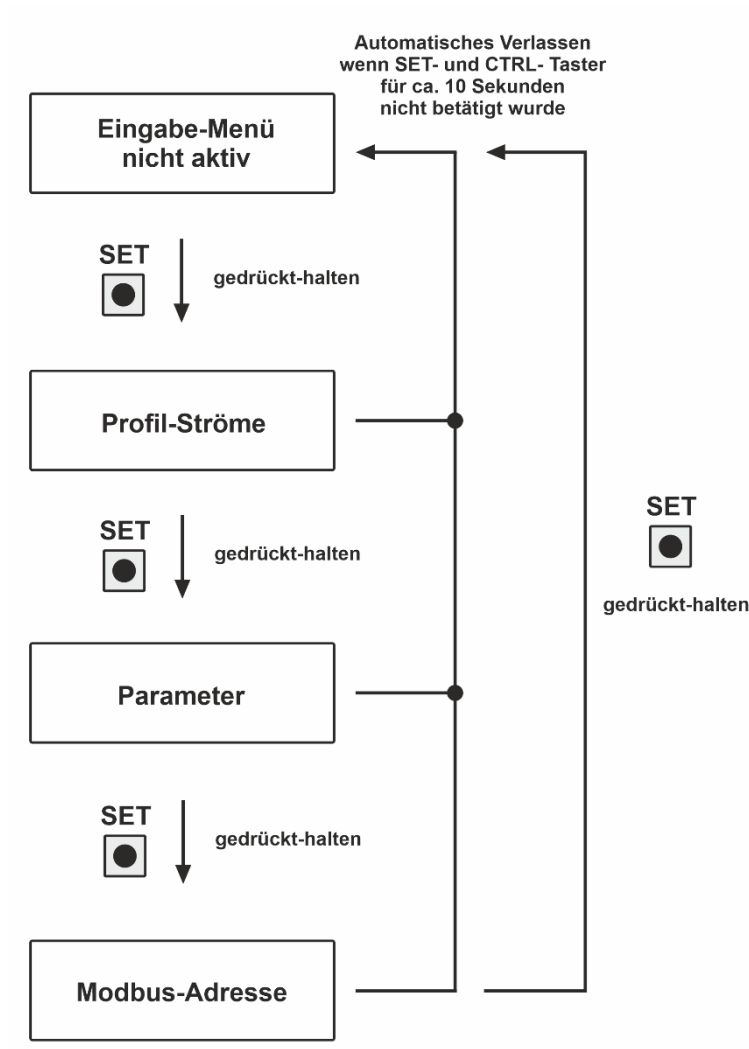 Automatisches Verlassen
wenn SET- und CTRL- Taster
für ca. 10 Sekunden
nicht betätigt wurde
Eingabe-Menü
nicht aktiv
SET
gedrückt-halten
Profil-Ströme
SET
gedrückt-halten
SET
gedrückt-halten
Parameter
SET
gedrückt-halten
Modbus-Adresse